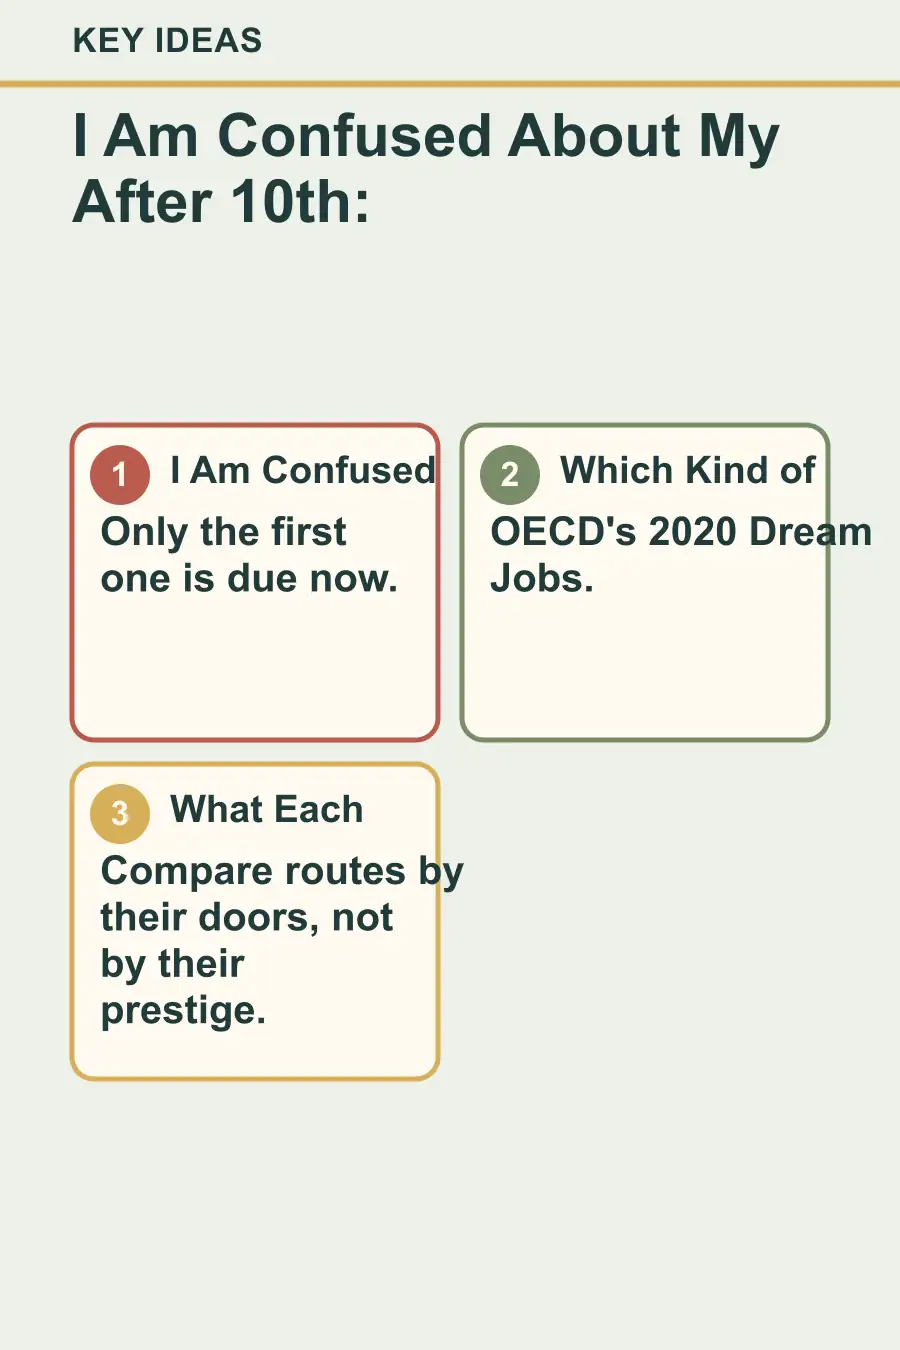 KEY IDEAS
I Am Confused About My
After 10th:
1 I Am Confused
Only the first
one is due now.
2 Which Kind of
OECD's 2020 Dream
Jobs.
3 What Each
Compare routes by
their doors, not
by their
prestige.